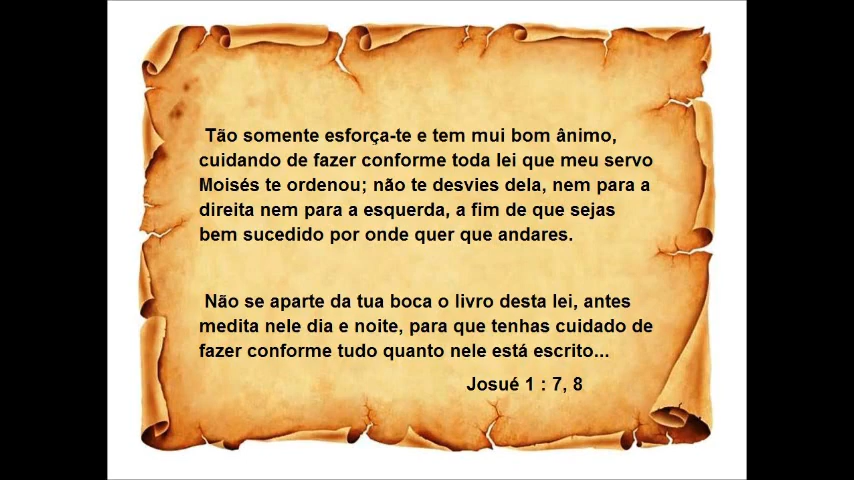 Tão somente esforça-te e tem mui bom ânimo,
cuidando de fazer conforme toda lei que meu servo
Moisés te ordenou; não te desvies dela, nem para a
direita nem para a esquerda, a fim de que sejas
bem sucedido por onde quer que andares.
Não se aparte da tua boca o livro desta lei, antes
medita nele dia e noite, para que tenhas cuidado de
fazer conforme tudo quanto nele está escrito...
Josué 1 : 7, 8